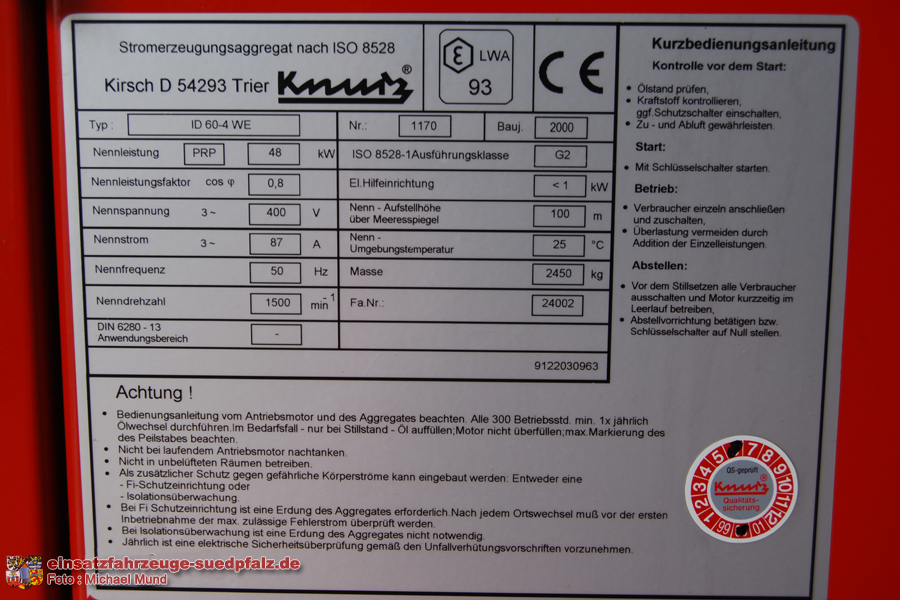 Stromerzeugungsaggregat nach ISO 8528
Kirsch D 54293 Trier Knurz®
LWA
93
CE
Typ : ID 60-4 WE Nr.: 1170 Bauj. 2000
Nennleistung PRP 48 kW ISO 8528-1Ausführungsklasse G2
Nennleistungsfaktor cos φ 0,8 El.Hilfeinrichtung < 1 kW
Nennspannung 3 ~ 400 V Nenn - Aufstellhöhe
über Meeresspiegel 100 m
Nennstrom 3 ~ 87 A Nenn -
Umgebungstemperatur 25 °C
Nennfrequenz 50 Hz Masse 2450 kg
Nenndrehzahl 1500 min -1 Fa.Nr.: 24002
DIN 6280 - 13
Anwendungsbereich -
9122030963
Kurzbedienungsanleitung
Kontrolle vor dem Start:
• Ölstand prüfen,
• Kraftstoff kontrollieren,
ggf.Schutzschalter einschalten,
• Zu - und Abluft gewährleisten.
Start:
• Mit Schlüsselschalter starten.
Betrieb:
• Verbraucher einzeln anschließen
und zuschalten,
• Überlastung vermeiden durch
Addition der Einzelleistungen.
Abstellen:
• Vor dem Stillsetzen alle Verbraucher
ausschalten und Motor kurzzeitig im
Leerlauf betreiben,
• Abstellvorrichtung betätigen bzw.
Schlüsselschalter auf Null stellen.
Achtung !
• Bedienungsanleitung vom Antriebsmotor und des Aggregates beachten. Alle 300 Betriebsstd. min. 1x jährlich
Ölwechsel durchführen.Im Bedarfsfall - nur bei Stillstand - Öl auffüllen;Motor nicht überfüllen;max.Markierung des
des Peilstabes beachten.
• Nicht bei laufendem Antriebsmotor nachtanken.
• Nicht in unbelüfteten Räumen betreiben.
• Als zusätzlicher Schutz gegen gefährliche Körperströme kann eingebaut werden: Entweder eine
- Fi-Schutzeinrichtung oder
- Isolationsüberwachung.
• Bei Fi Schutzeinrichtung ist eine Erdung des Aggregates erforderlich.Nach jedem Ortswechsel muß vor der ersten
Inbetriebnahme der max. zulässige Fehlerstrom überprüft werden.
• Bei Isolationsüberwachung ist eine Erdung des Aggregates nicht notwendig.
• Jährlich ist eine elektrische Sicherheitsüberprüfung gemäß den Unfallverhütungsvorschriften vorzunehmen.
1 2 3 4 5 7 8 9 10 11 12
QS-geprüft
Knurz®
Qualitäts-
sicherung
99 01
einsatzfahrzeuge-suedpfalz.de
Foto : Michael Mund